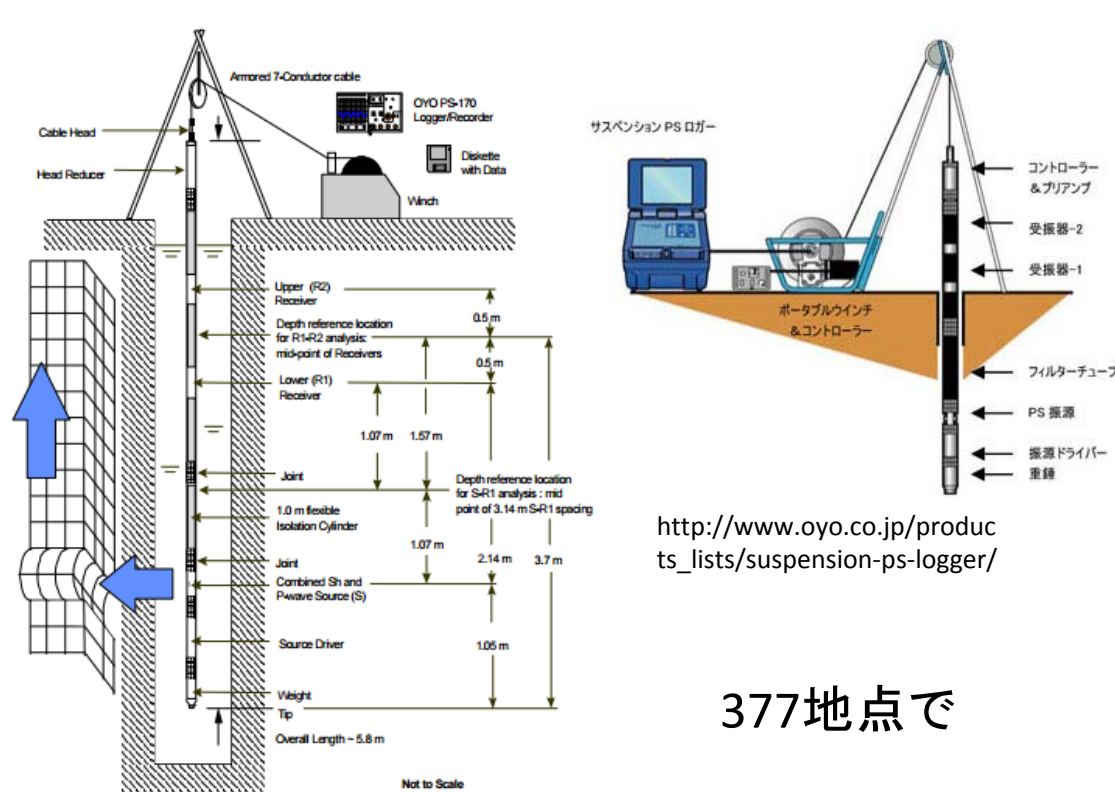 Armored 7-Conductor cable
OYO PS-170
Logger/Recorder
Cable Head
Diskette
with Data
Head Reducer
Winch
Upper (R2)
Receiver
0.5 m
Depth reference location
for R1-R2 analysis:
mid-point of Receivers
0.5 m
Lower (R1)
Receiver
1.07 m
1.57 m
Joint
Depth reference location
for S-R1 analysis : mid
point of 3.14 m S-R1 spacing
1.0 m flexible
Isolation Cylinder
1.07 m
2.14 m
3.7 m
Joint
Combined Sh and
P-wave Source (S)
Source Driver
1.05 m
Weight
Tip
Overall Length ~ 5.8 m
Not to Scale
サスペンション PS ロガー
コントローラー
&プリアンプ
受振器-2
受振器-1
ポータブルウインチ
&コントローラー
フィルターチューブ
PS 振源
振源ドライバー
重錘
http://www.oyo.co.jp/produc
ts_lists/suspension-ps-logger/
377地点で